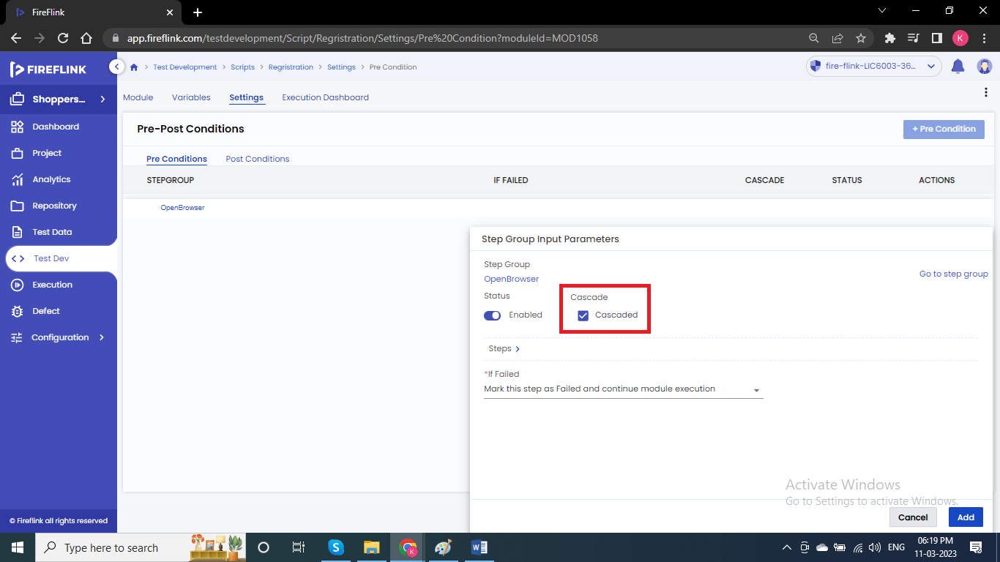 FireFlink
app.fireflink.com/testdevelopment/Script/Regristration/Settings/Pre%20Condition?moduleId=MOD1058
K
FIREFLINK
Test Development
Scripts
Regristration
Settings
Pre Condition
fire-flink-LIC6003-36...
Shoppers...
Module
Variables
Settings
Execution Dashboard
Dashboard
Project
Analytics
Repository
Test Data
Test Dev
Execution
Defect
Configuration
© Fireflink all rights reserved
Pre-Post Conditions
+ Pre Condition
Pre Conditions
Post Conditions
STEPGROUP
IF FAILED
CASCADE
STATUS
ACTIONS
OpenBrowser
Step Group Input Parameters
Step Group
OpenBrowser
Go to step group
Status
Cascade
Enabled
Cascaded
Steps
*If Failed
Mark this step as Failed and continue module execution
Activate Windows
Go to Settings to activate Windows.
Cancel
Add
Type here to search
S
K
W
ENG
06:19 PM
11-03-2023